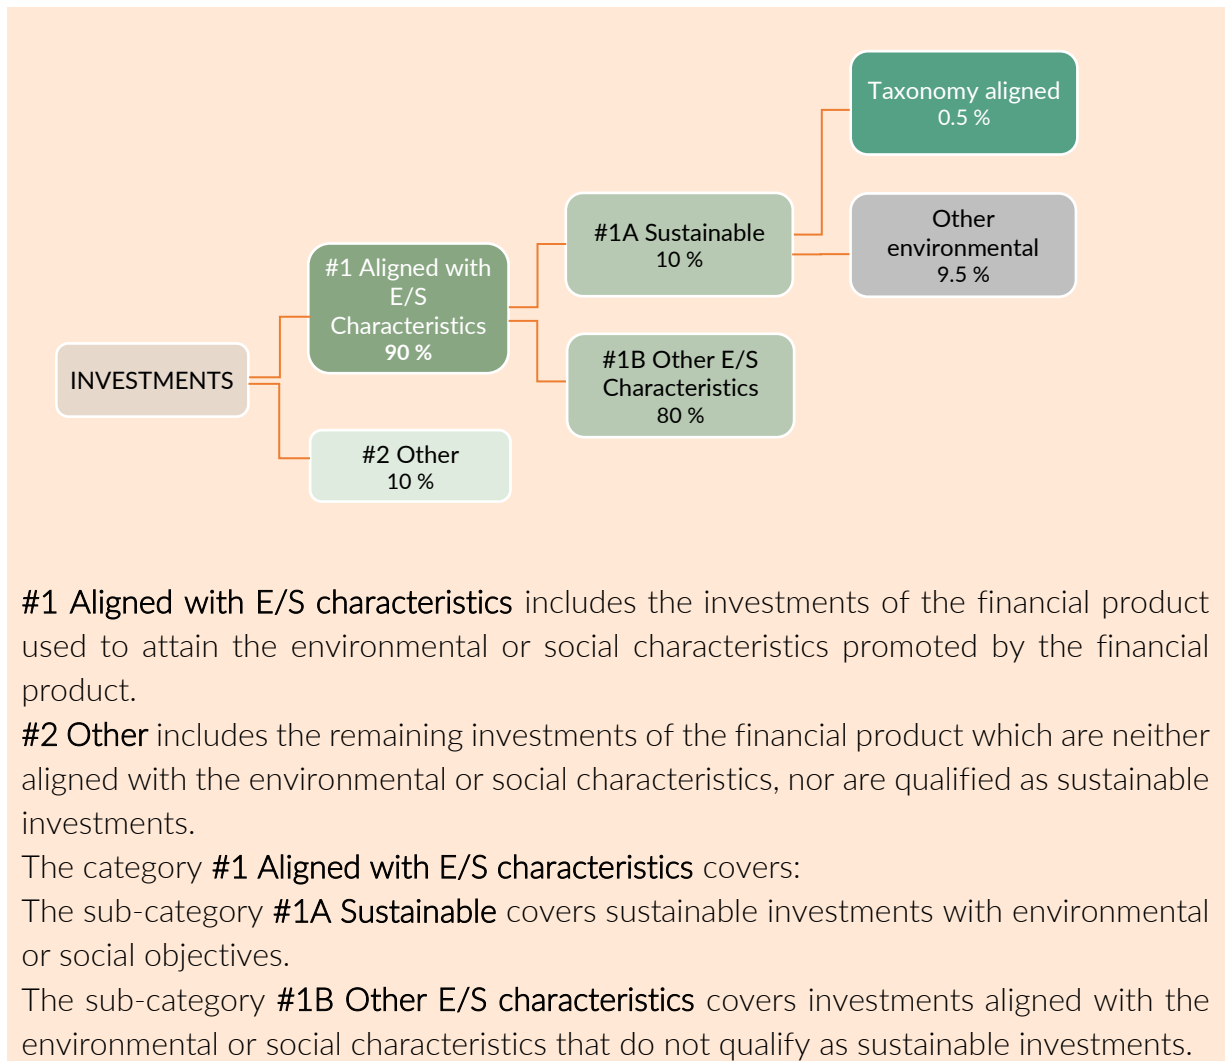 Taxonomy aligned
0.5 %
Other
environmental
9.5 %
#1A Sustainable
10 %
#1 Aligned with
E/S
Characteristics
90 %
#1B Other E/S
Characteristics
80 %
INVESTMENTS
#2 Other
10 %
#1 Aligned with E/S characteristics includes the investments of the financial product
used to attain the environmental or social characteristics promoted by the financial
product.
#2 Other includes the remaining investments of the financial product which are neither
aligned with the environmental or social characteristics, nor are qualified as sustainable
investments.
The category #1 Aligned with E/S characteristics covers:
The sub-category #1A Sustainable covers sustainable investments with environmental
or social objectives.
The sub-category #1B Other E/S characteristics covers investments aligned with the
environmental or social characteristics that do not qualify as sustainable investments.